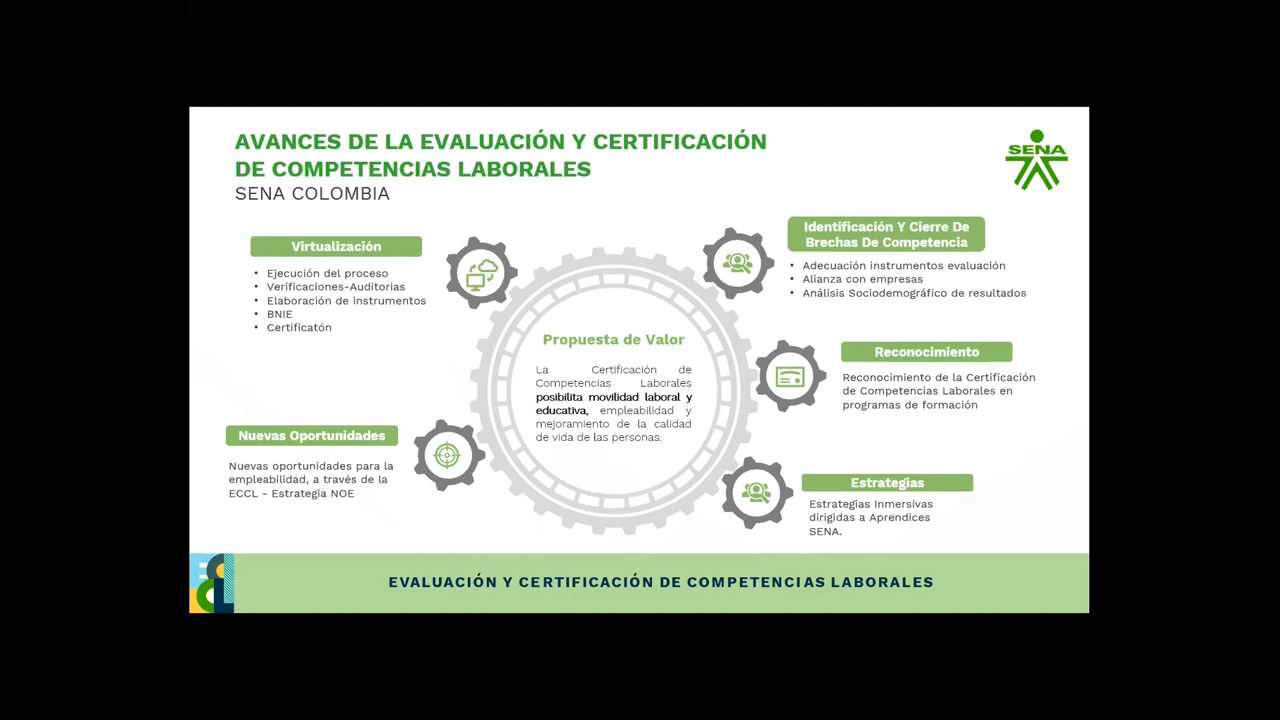 AVANCES DE LA EVALUACIÓN Y CERTIFICACIÓN
DE COMPETENCIAS LABORALES
SENA COLOMBIA
SENA
Virtualización
• Ejecución del proceso
• Verificaciones-Auditorias
• Elaboración de instrumentos
• BNIE
• Certificatón
Nuevas Oportunidades
Nuevas oportunidades para la
empleabilidad, a través de la
ECCL - Estrategia NOE
Propuesta de Valor
La Certificación de
Competencias Laborales
posibilita movilidad laboral y
educativa, empleabilidad y
mejoramiento de la calidad
de vida de las personas.
Identificación Y Cierre De
Brechas De Competencia
• Adecuación instrumentos evaluación
• Alianza con empresas
• Análisis Sociodemográfico de resultados
Reconocimiento
Reconocimiento de la Certificación
de Competencias Laborales en
programas de formación
Estrategias
Estrategias Inmersivas
dirigidas a Aprendices
SENA.
EVALUACIÓN Y CERTIFICACIÓN DE COMPETENCIAS LABORALES